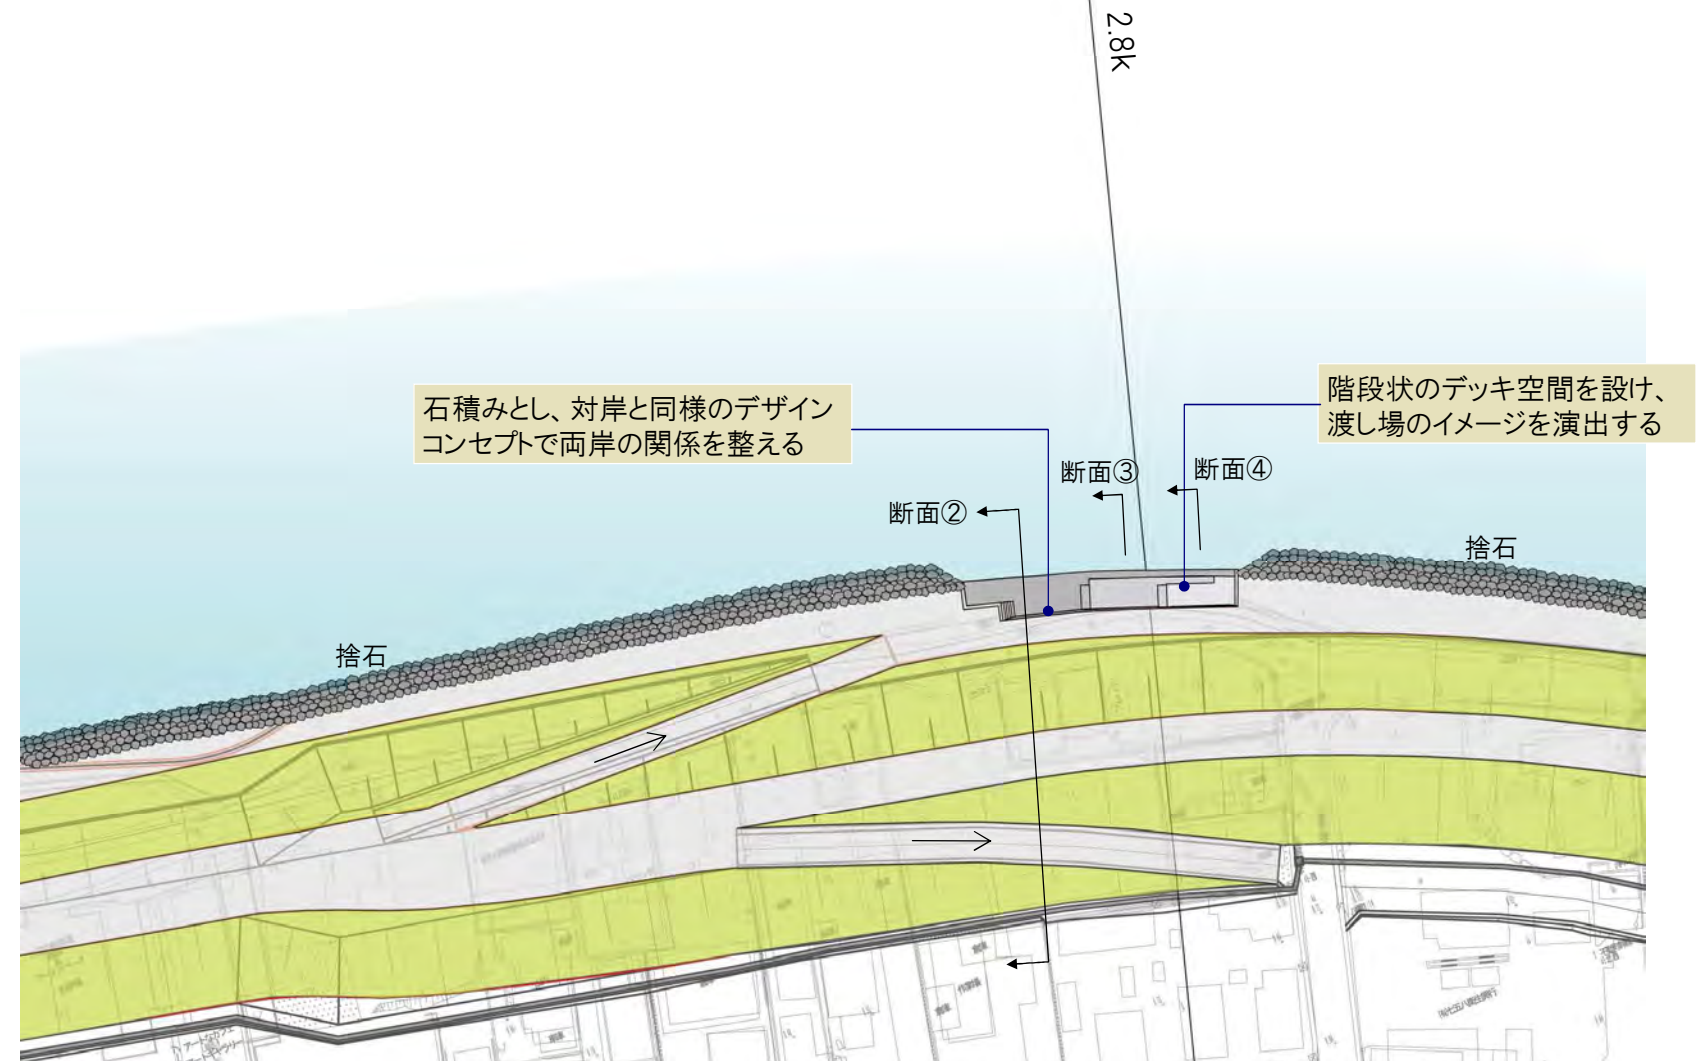 2.8k
階段状のデッキ空間を設け、
渡し場のイメージを演出する
石積みとし、対岸と同様のデザイン
コンセプトで両岸の関係を整える
断面③
断面④
断面②
捨石
捨石